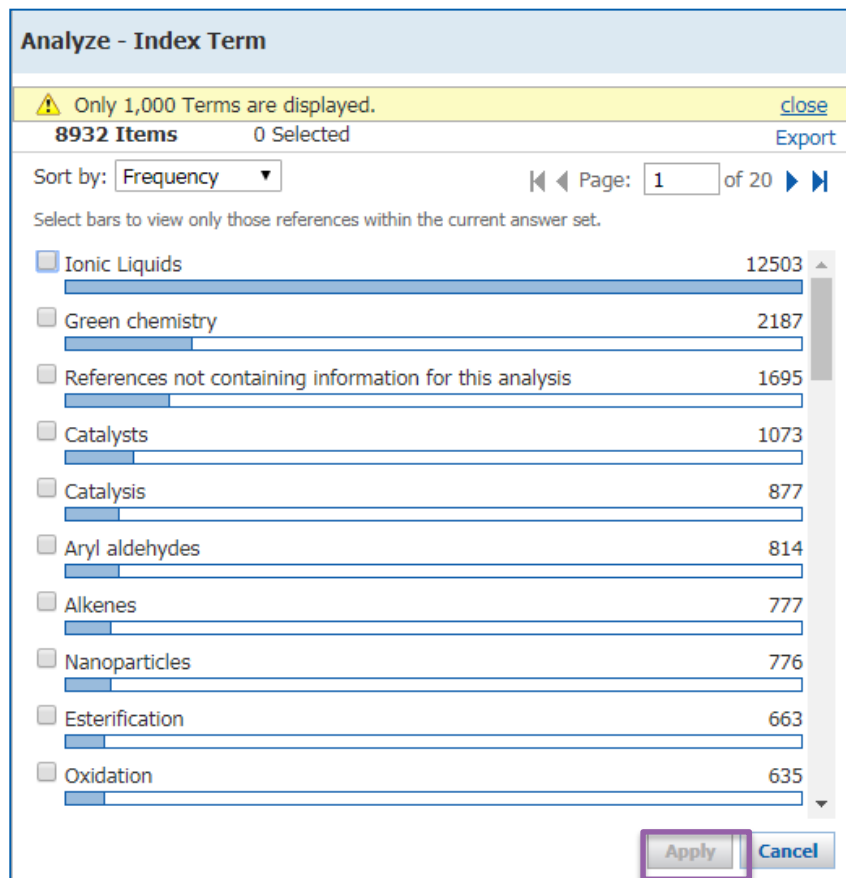 Analyze - Index Term
Only 1,000 Terms are displayed. close
8932 Items 0 Selected Export
Sort by: Frequency Page: 1 of 20
Select bars to view only those references within the current answer set.
Ionic Liquids 12503
Green chemistry 2187
References not containing information for this analysis 1695
Catalysts 1073
Catalysis 877
Aryl aldehydes 814
Alkenes 777
Nanoparticles 776
Esterification 663
Oxidation 635
Apply Cancel